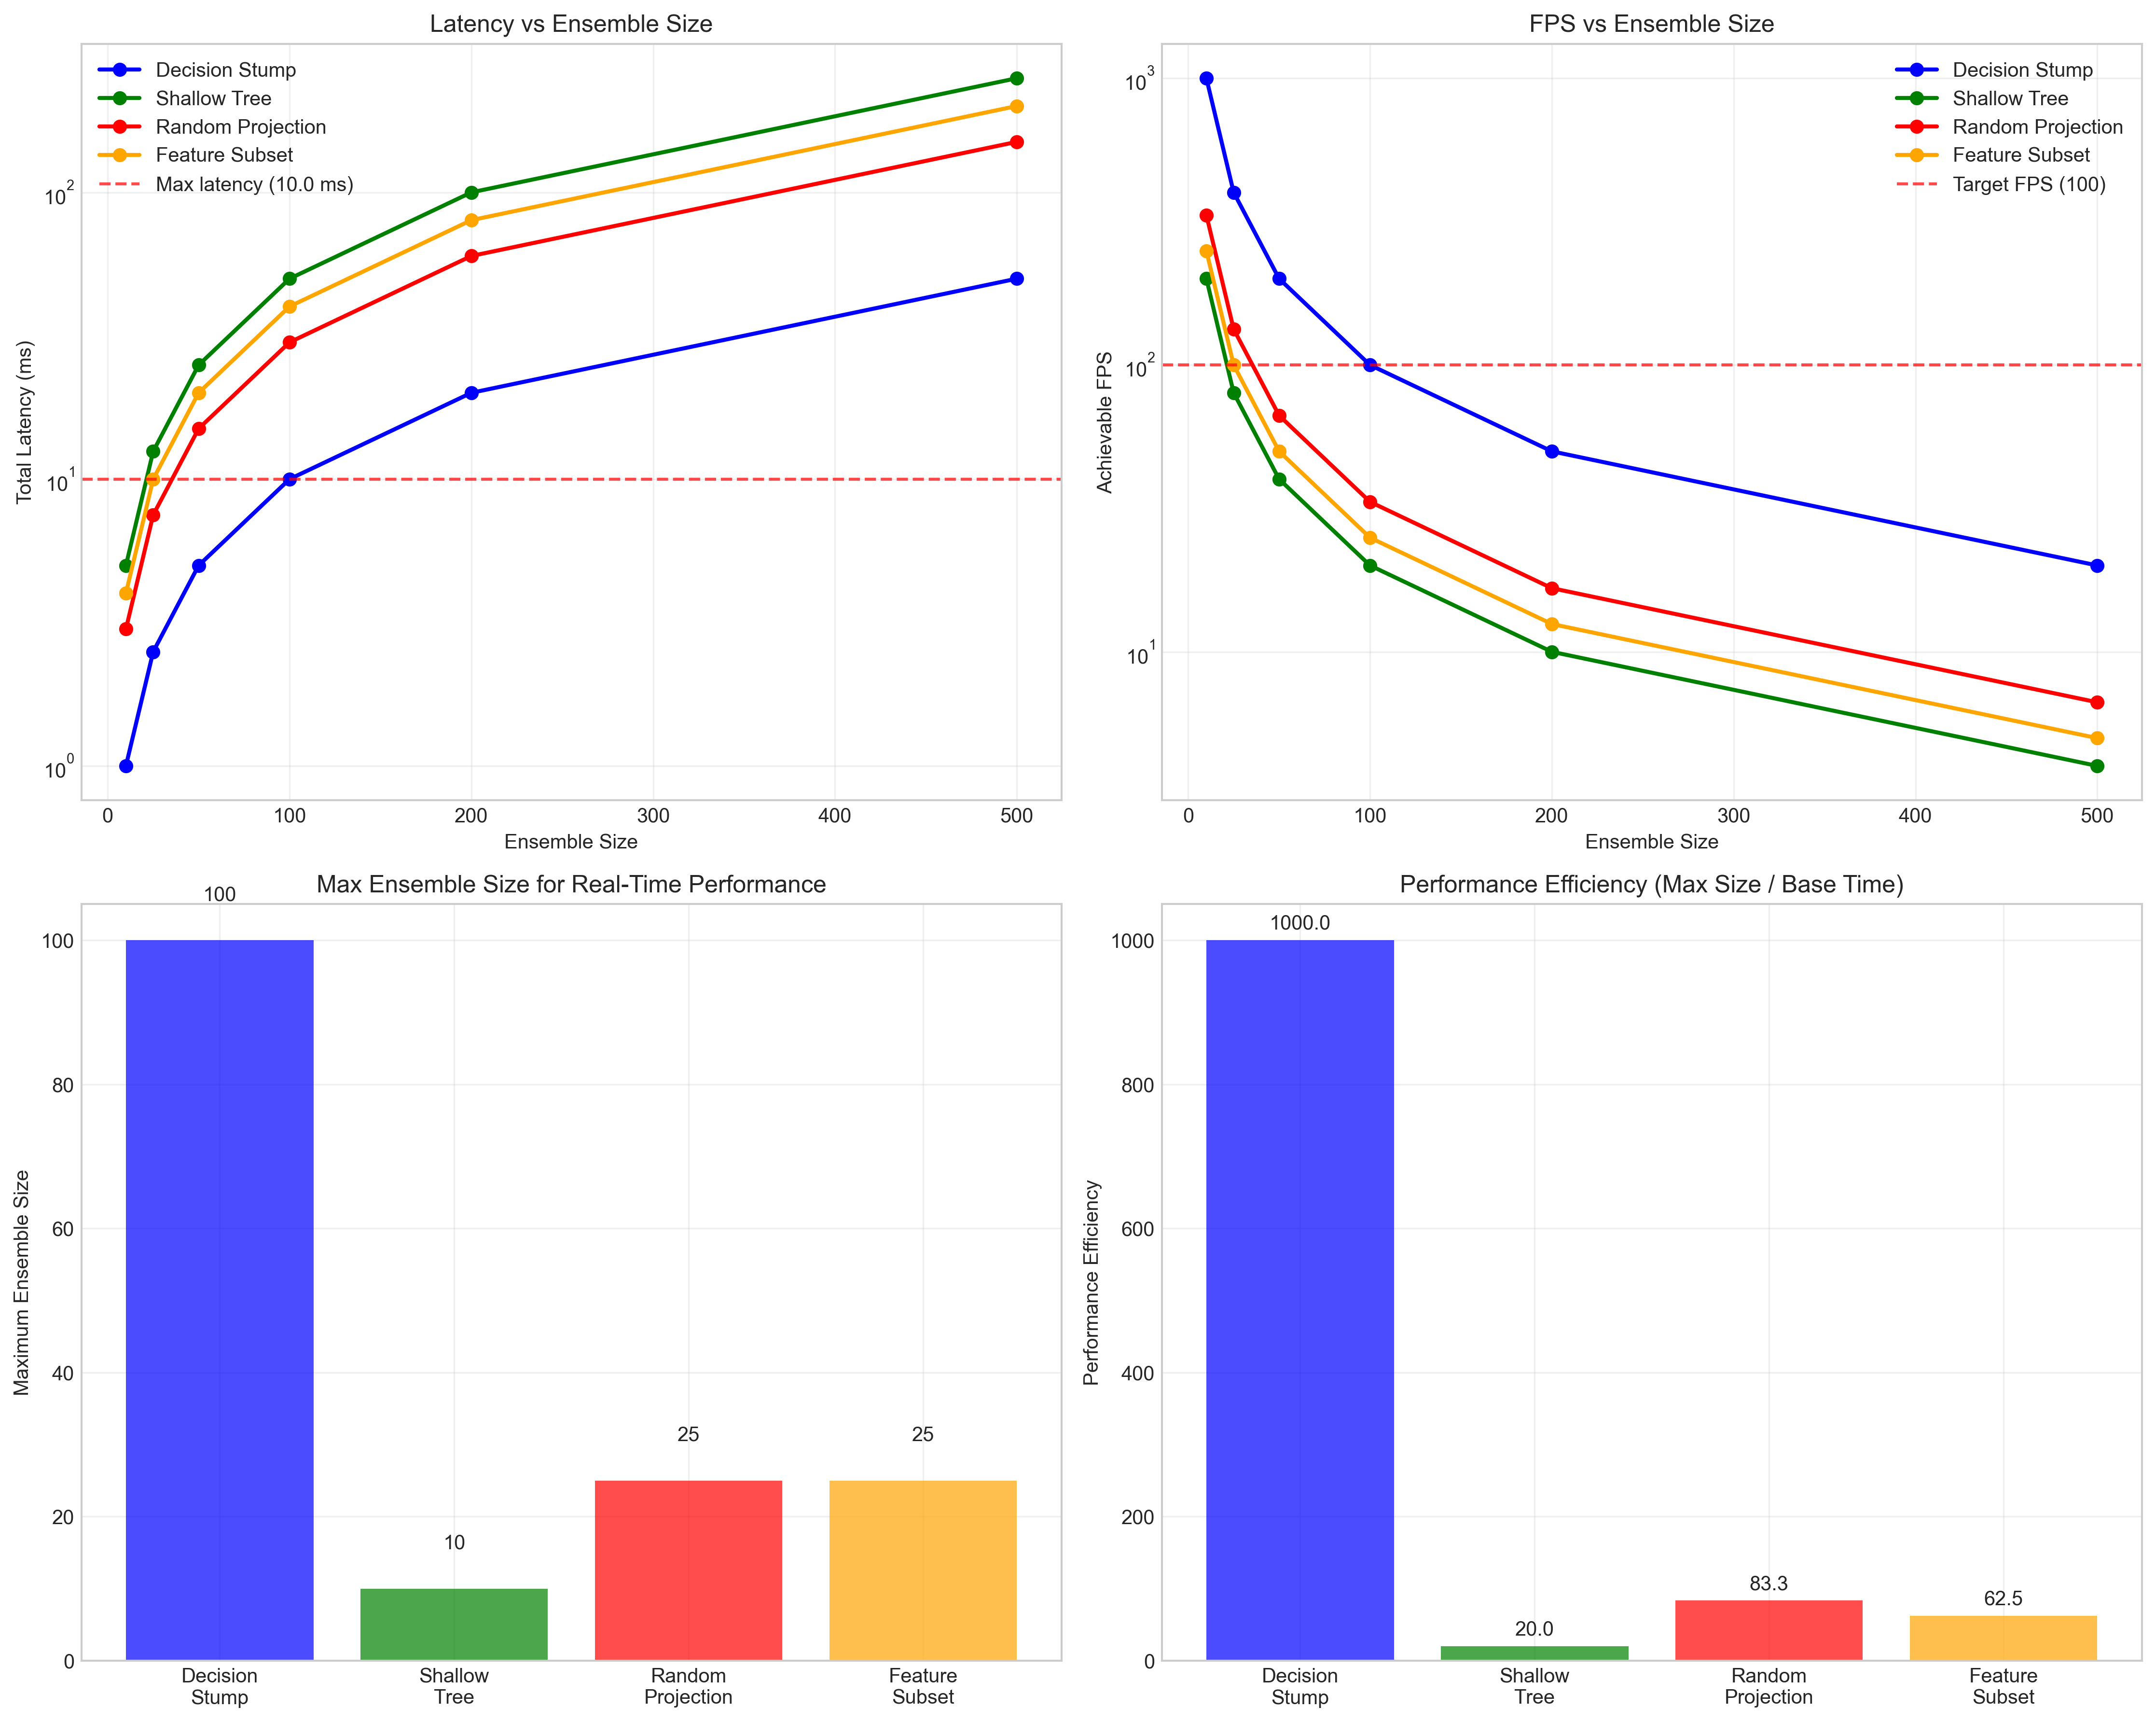 Latency vs Ensemble Size
Decision Stump
Shallow Tree
Random Projection
Feature Subset
Max latency (10.0 ms)
10^2
10^1
10^0
Total Latency (ms)
0 100 200 300 400 500
Ensemble Size
FPS vs Ensemble Size
Decision Stump
Shallow Tree
Random Projection
Feature Subset
Target FPS (100)
10^3
10^2
10^1
Achievable FPS
0 100 200 300 400 500
Ensemble Size
Max Ensemble Size for Real-Time Performance
100
10
25
25
100
80
60
40
20
0
Maximum Ensemble Size
Decision Shallow Random Feature
Stump Tree Projection Subset
Performance Efficiency (Max Size / Base Time)
1000.0
20.0
83.3
62.5
1000
800
600
400
200
0
Performance Efficiency
Decision Shallow Random Feature
Stump Tree Projection Subset